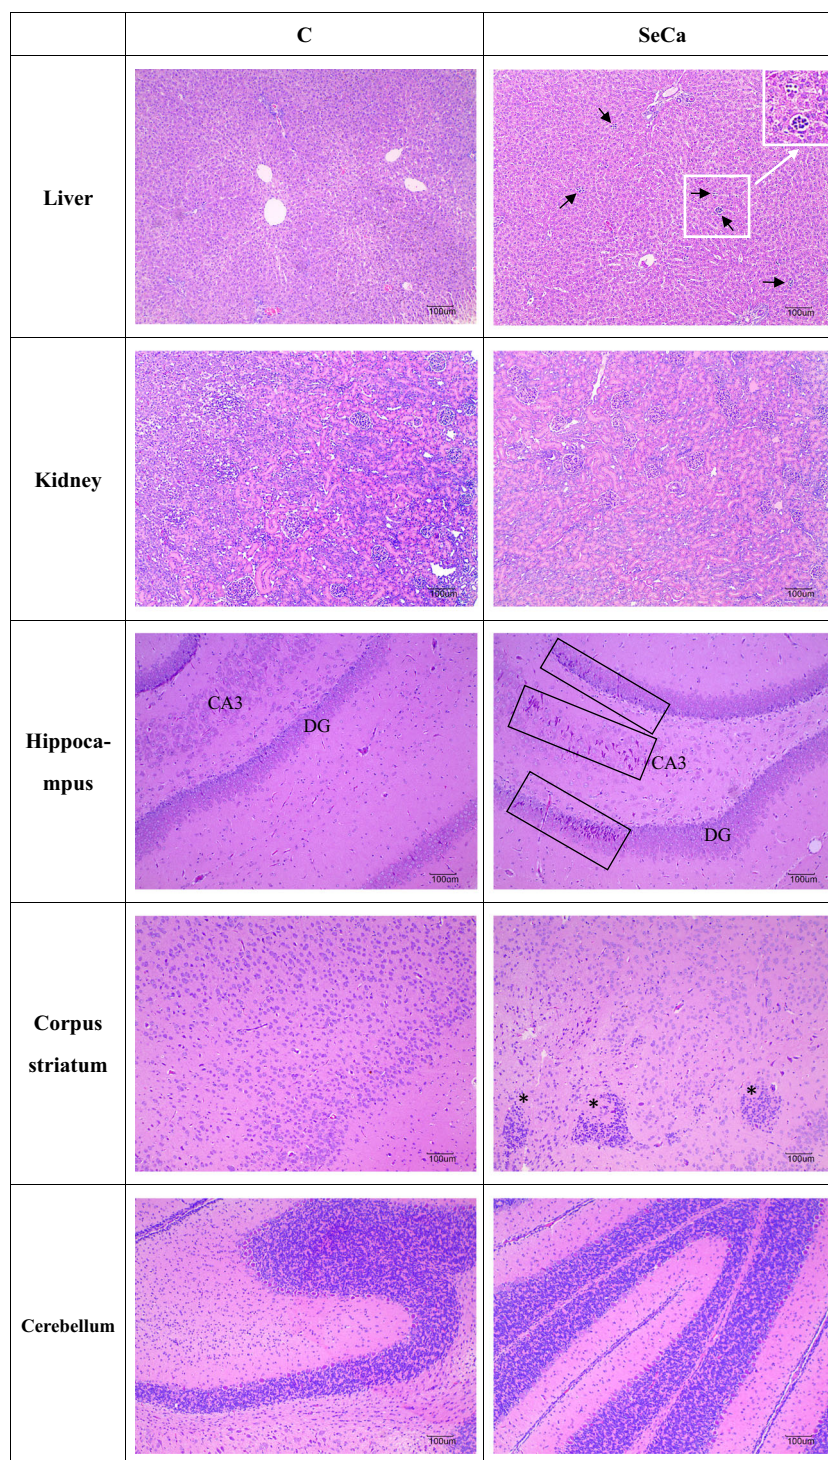 C
SeCa
Liver
100um
100um
Kidney
100um
100um
Hippoca-
mpus
CA3
DG
100um
CA3
DG
100um
Corpus
striatum
100um
*
*
*
100um
Cerebellum
100um
100um